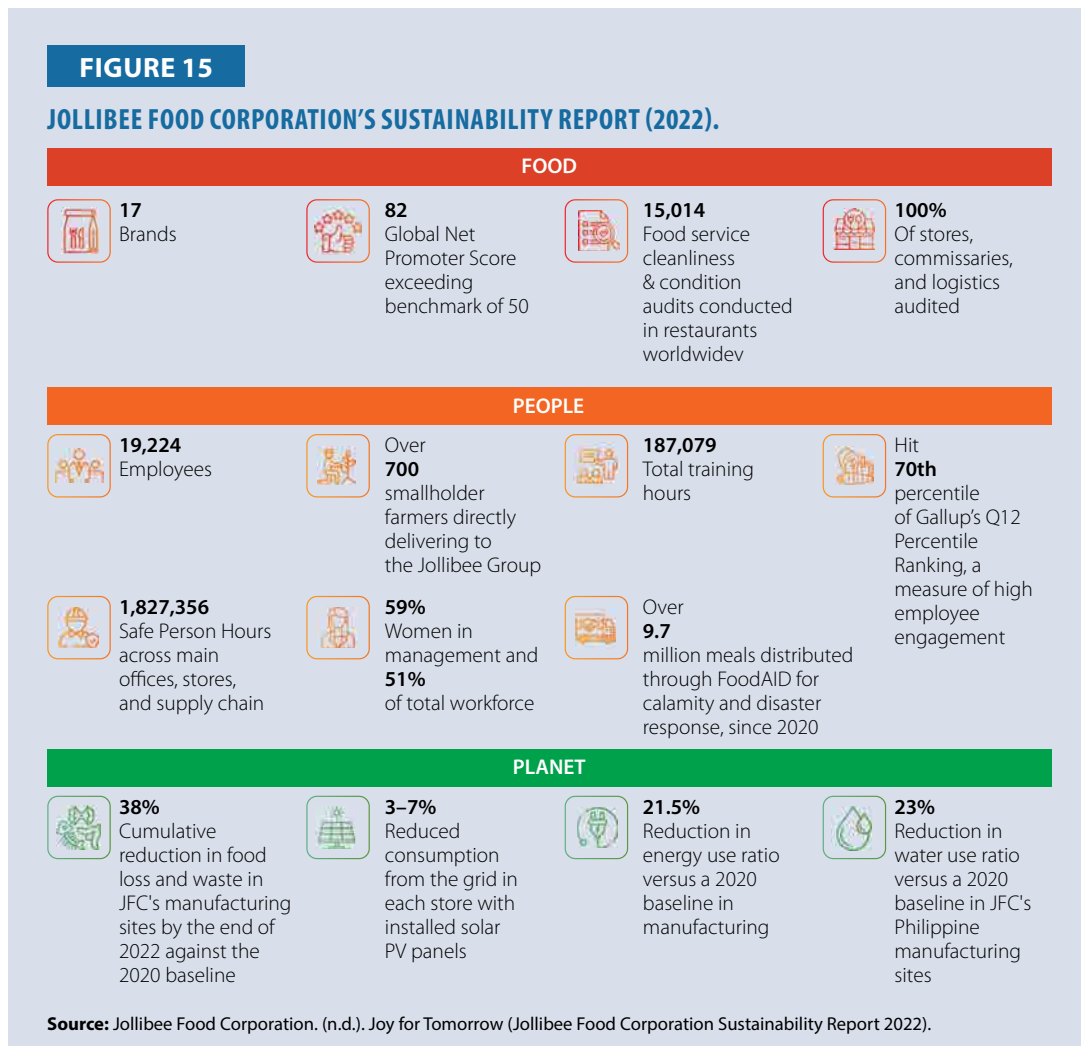 FIGURE 15
JOLLIBEE FOOD CORPORATION'S SUSTAINABILITY REPORT (2022).
FOOD
17
Brands
82
Global Net
Promoter Score
exceeding
benchmark of 50
15,014
Food service
cleanliness
& condition
audits conducted
in restaurants
worldwidev
100%
Of stores,
commissaries,
and logistics
audited
PEOPLE
19,224
Employees
Over
700
smallholder
farmers directly
delivering to
the Jollibee Group
187,079
Total training
hours
Hit
70th
percentile
of Gallup's Q12
Percentile
Ranking, a
measure of high
employee
engagement
1,827,356
Safe Person Hours
across main
offices, stores,
and supply chain
59%
Women in
management and
51%
of total workforce
Over
9.7
million meals distributed
through FoodAID for
calamity and disaster
response, since 2020
PLANET
38%
Cumulative
reduction in food
loss and waste in
JFC's manufacturing
sites by the end of
2022 against the
2020 baseline
3–7%
Reduced
consumption
from the grid in
each store with
installed solar
PV panels
21.5%
Reduction in
energy use ratio
versus a 2020
baseline in
manufacturing
23%
Reduction in
water use ratio
versus a 2020
baseline in JFC's
Philippine
manufacturing
sites
Source: Jollibee Food Corporation. (n.d.). Joy for Tomorrow (Jollibee Food Corporation Sustainability Report 2022).